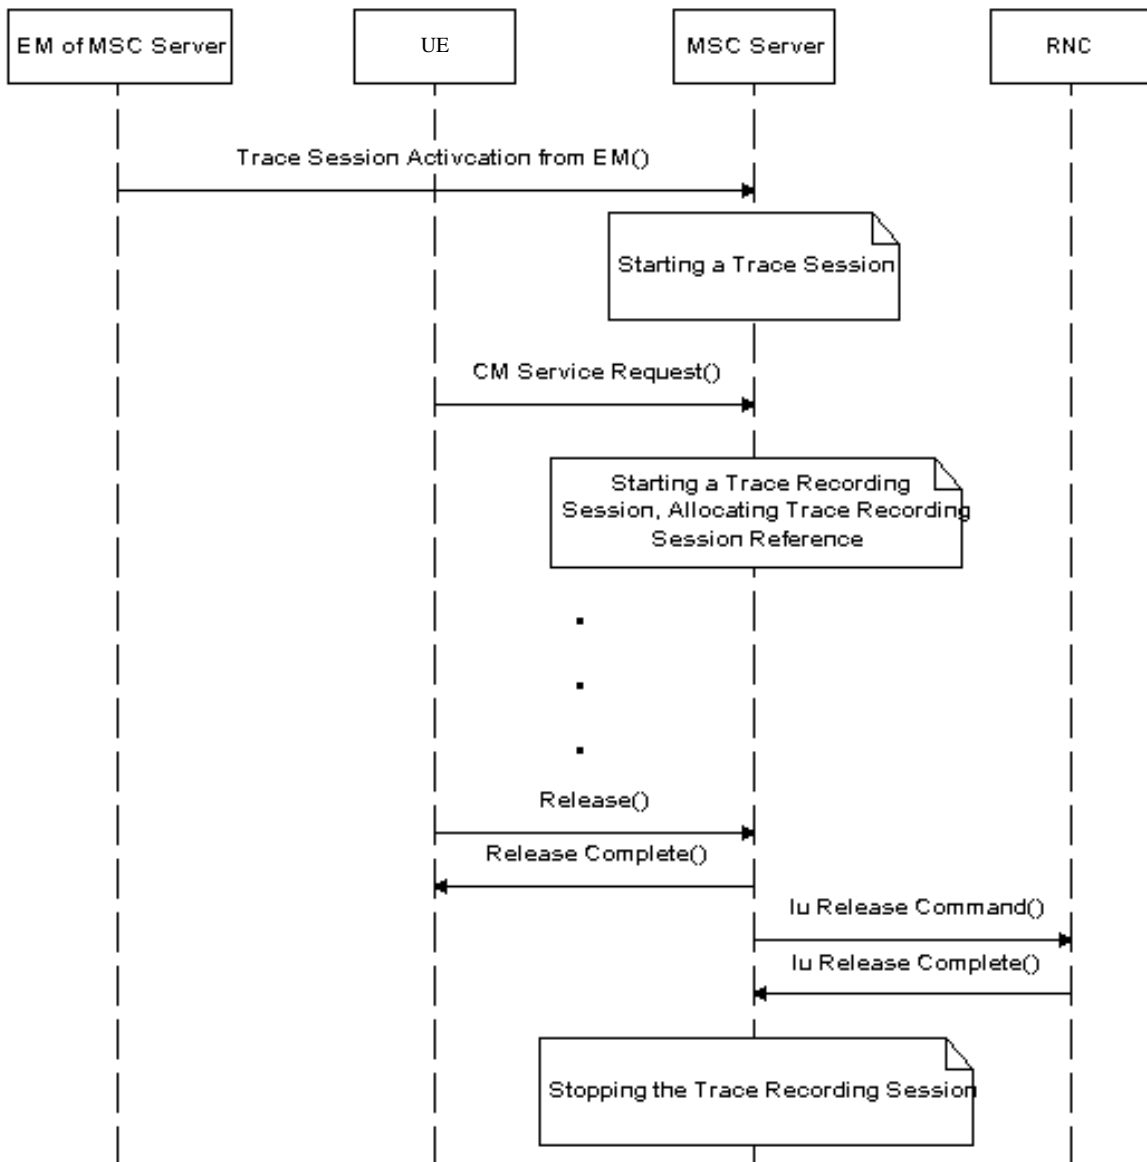 EM of MSC Server
UE
MSC Server
RNC
Trace Session Activcation from EM()
Starting a Trace Session
CM Service Request()
Starting a Trace Recording
Session, Allocating Trace Recording
Session Reference
Release()
Release Complete()
Iu Release Command()
Iu Release Complete()
Stopping the Trace Recording Session